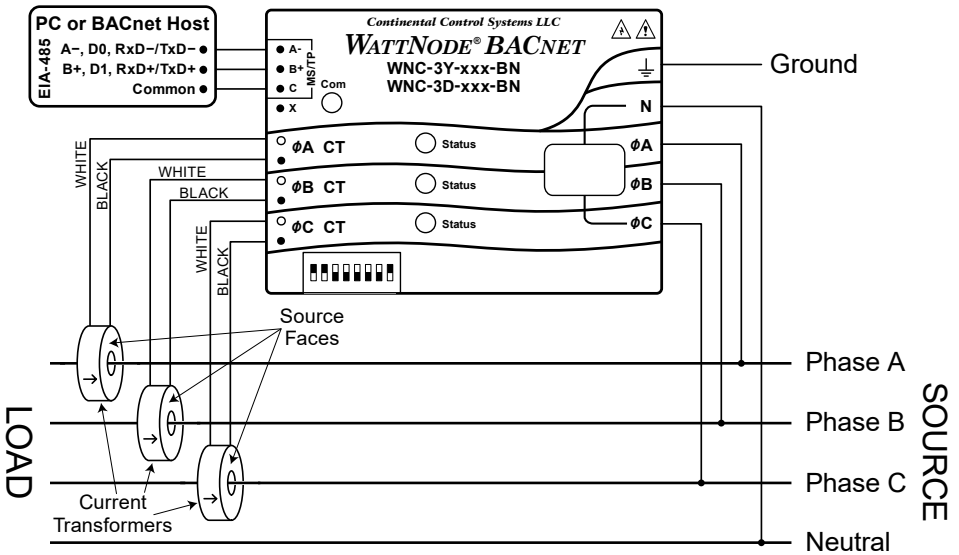 PC or BACnet Host
EIA-485
A−, D0, RxD−/TxD−
B+, D1, RxD+/TxD+
Common
Continental Control Systems LLC
WATTNODE® BACNET
WNC-3Y-xxx-BN
WNC-3D-xxx-BN
A-
B+
C
X
MS/TP
Com
Ground
N
ΦA CT
Status
ΦA
ΦB CT
Status
ΦB
ΦC CT
Status
ΦC
WHITE
BLACK
WHITE
BLACK
WHITE
BLACK
Source
Faces
Phase A
Phase B
Phase C
Neutral
LOAD
SOURCE
Current
Transformers